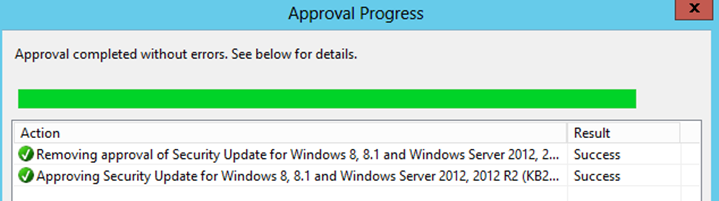 Approval Progress
x
Approval completed without errors. See below for details.
Action Result
Removing approval of Security Update for Windows 8, 8.1 and Windows Server 2012, 2... Success
Approving Security Update for Windows 8, 8.1 and Windows Server 2012, 2012 R2 (KB2... Success